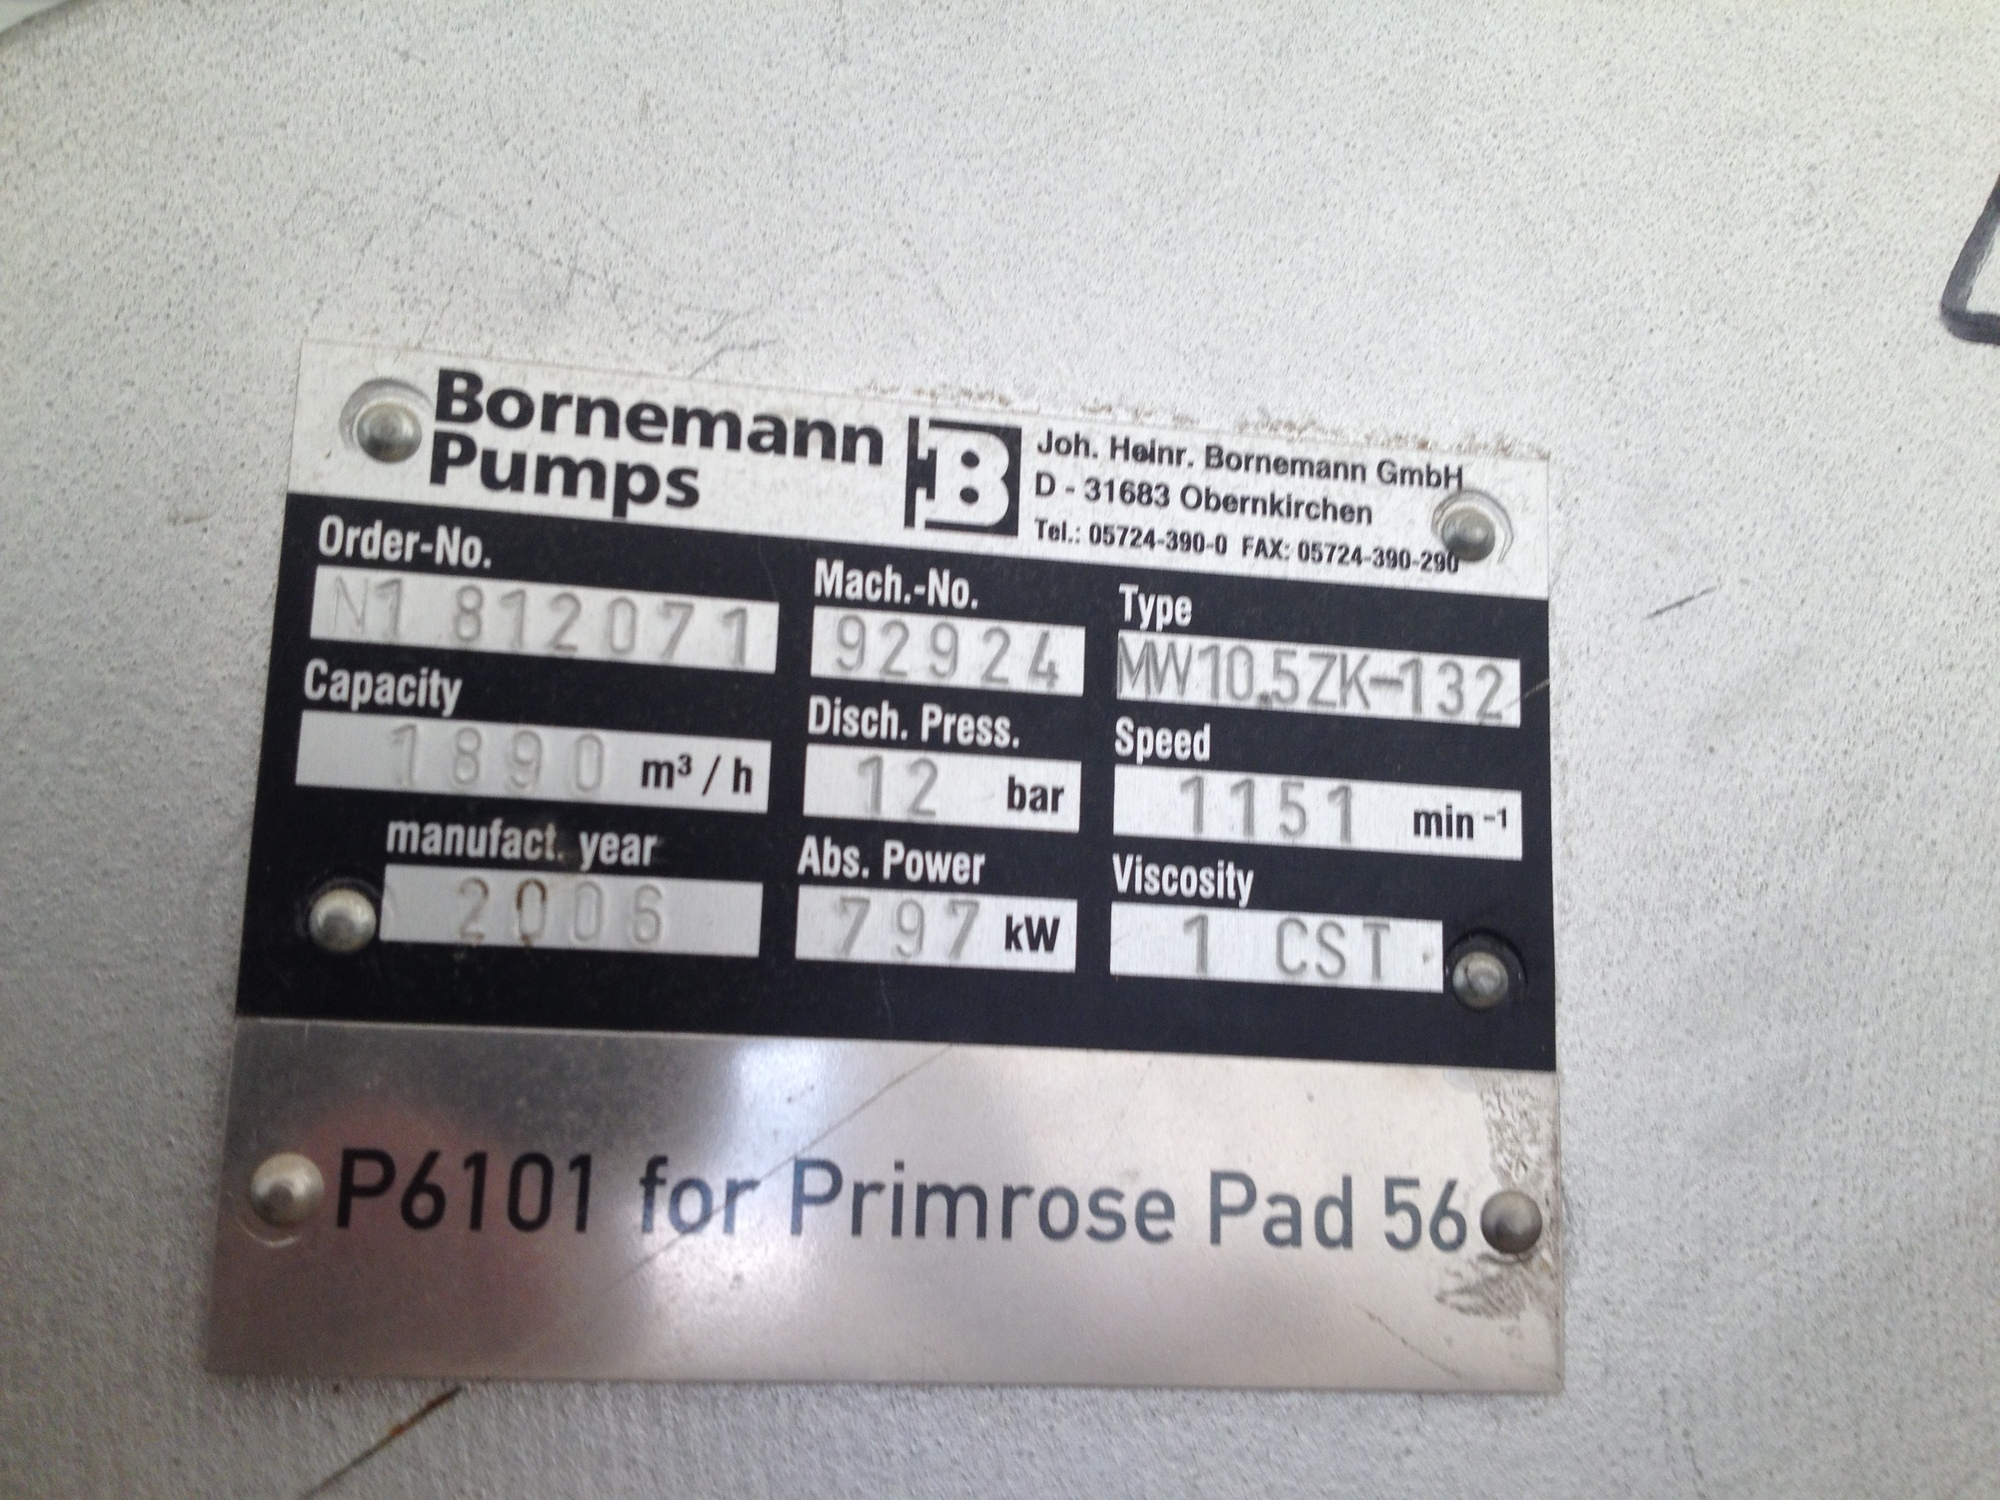 Bornemann
Pumps
B
Joh. Heinr. Bornemann GmbH
D - 31683 Obernkirchen
Tel.: 05724-390-0 FAX: 05724-390-290
Order-No. Mach.-No. Type
N1 812071 92924 MW10.5ZK-132
Capacity Disch. Press. Speed
1890 m³/h 12 bar 1151 min⁻¹
manufact. year Abs. Power Viscosity
2006 797 kW 1 CST
P6101 for Primrose Pad 56